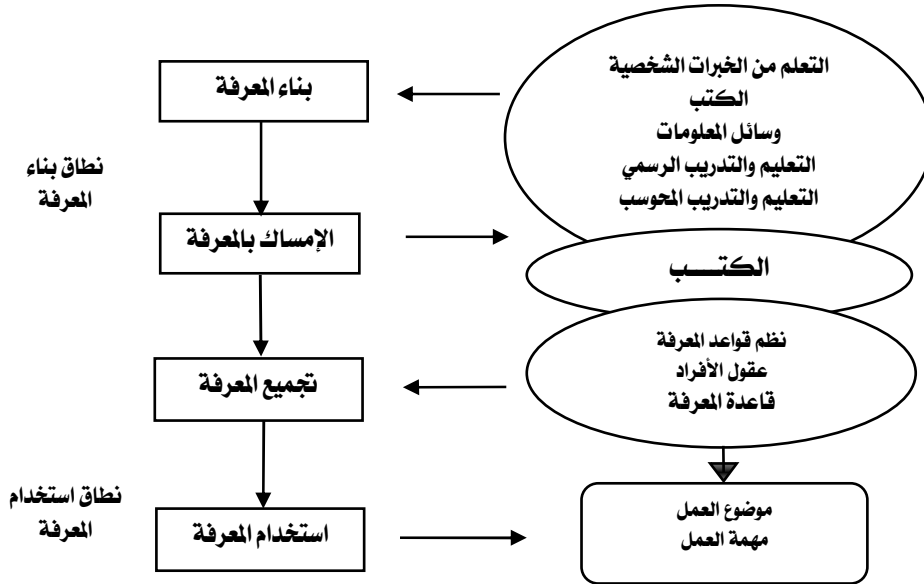 التعلم من الخبرات الشخصية
الكتب
وسائل المعلومات
التعليم والتدريب الرسمي
التعليم والتدريب المحوسب
بناء المعرفة
نطاق بناء
المعرفة
الإمساك بالمعرفة
الكتـــــب
نظم قواعد المعرفة
عقول الأفراد
قاعدة المعرفة
تجميع المعرفة
نطاق استخدام
المعرفة
استخدام المعرفة
موضوع العمل
مهمة العمل